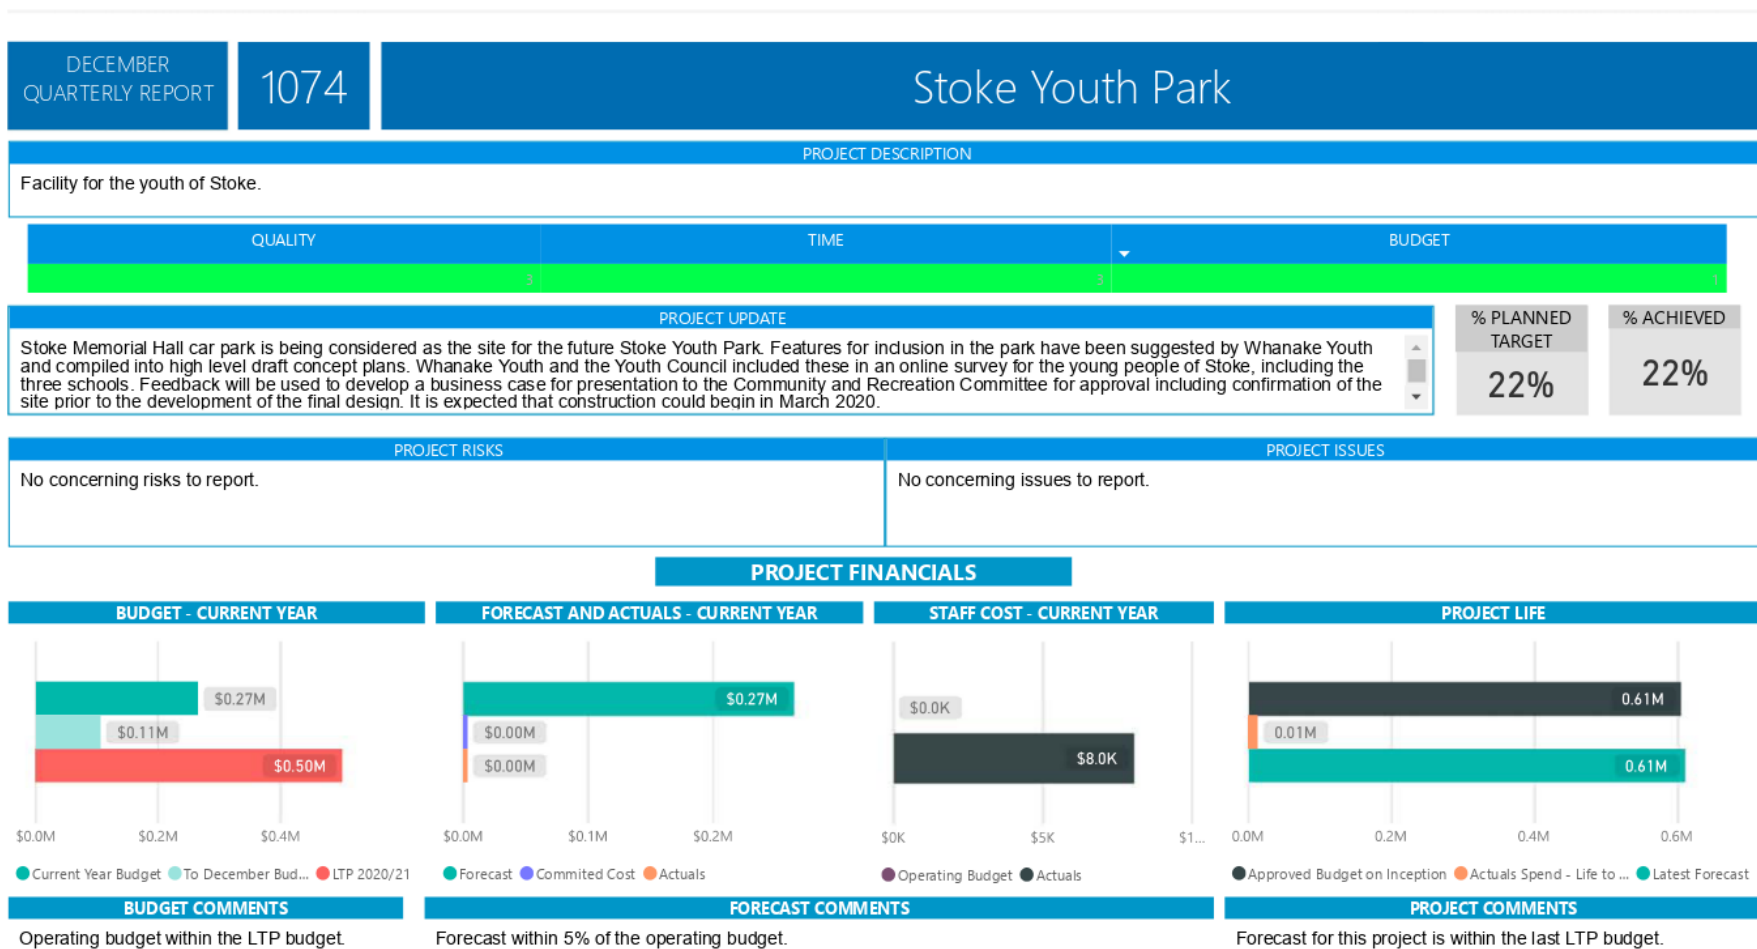 DECEMBER
QUARTERLY REPORT
1074
Stoke Youth Park
PROJECT DESCRIPTION
Facility for the youth of Stoke.
QUALITY TIME BUDGET
3 3 1
PROJECT UPDATE
Stoke Memorial Hall car park is being considered as the site for the future Stoke Youth Park. Features for inclusion in the park have been suggested by Whanake Youth
and compiled into high level draft concept plans. Whanake Youth and the Youth Council included these in an online survey for the young people of Stoke, including the
three schools. Feedback will be used to develop a business case for presentation to the Community and Recreation Committee for approval including confirmation of the
site prior to the development of the final design. It is expected that construction could begin in March 2020.
% PLANNED
TARGET
22%
% ACHIEVED
22%
PROJECT RISKS
No concerning risks to report.
PROJECT ISSUES
No concerning issues to report.
PROJECT FINANCIALS
BUDGET - CURRENT YEAR
$0.27M
$0.11M
$0.50M
$0.0M $0.2M $0.4M
Current Year Budget To December Bud... LTP 2020/21
FORECAST AND ACTUALS - CURRENT YEAR
$0.27M
$0.00M
$0.00M
$0.0M $0.1M $0.2M
Forecast Commited Cost Actuals
STAFF COST - CURRENT YEAR
$0.0K
$8.0K
$0K $5K $1...
Operating Budget Actuals
PROJECT LIFE
0.61M
0.01M
0.61M
0.0M 0.2M 0.4M 0.6M
Approved Budget on Inception Actuals Spend - Life to ... Latest Forecast
BUDGET COMMENTS
Operating budget within the LTP budget.
FORECAST COMMENTS
Forecast within 5% of the operating budget.
PROJECT COMMENTS
Forecast for this project is within the last LTP budget.